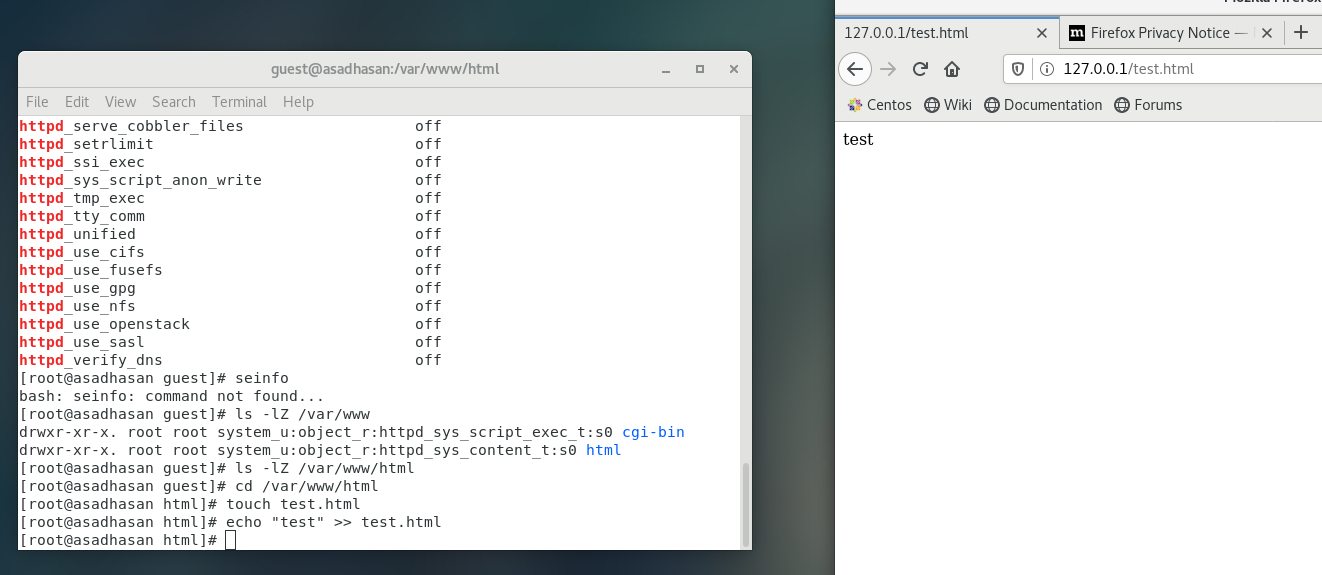 guest@asadhasan:/var/www/html
File Edit View Search Terminal Help
httpd_serve_cobbler_files off
httpd_setrlimit off
httpd_ssi_exec off
httpd_sys_script_anon_write off
httpd_tmp_exec off
httpd_tty_comm off
httpd_unified off
httpd_use_cifs off
httpd_use_fusefs off
httpd_use_gpg off
httpd_use_nfs off
httpd_use_openstack off
httpd_use_sasl off
httpd_verify_dns off
[root@asadhasan guest]# seinfo
bash: seinfo: command not found...
[root@asadhasan guest]# ls -lZ /var/www
drwxr-xr-x. root root system_u:object_r:httpd_sys_script_exec_t:s0 cgi-bin
drwxr-xr-x. root root system_u:object_r:httpd_sys_content_t:s0 html
[root@asadhasan guest]# ls -lZ /var/www/html
[root@asadhasan guest]# cd /var/www/html
[root@asadhasan html]# touch test.html
[root@asadhasan html]# echo "test" >> test.html
[root@asadhasan html]#
127.0.0.1/test.html m Firefox Privacy Notice —
127.0.0.1/test.html
Centos Wiki Documentation Forums
test